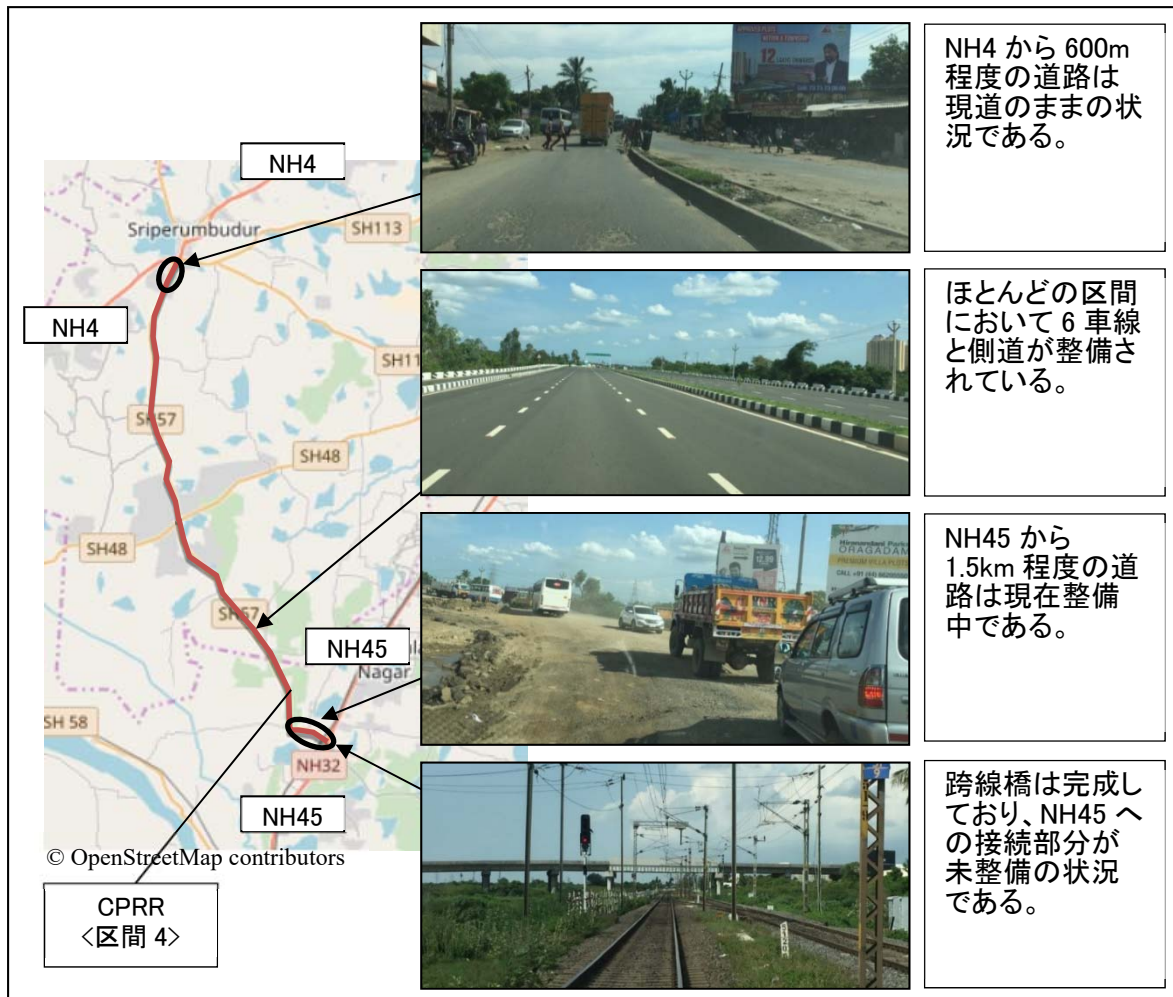 NH4 から 600m
程度の道路は
現道のままの状
況である。
NH4
Sriperumbudur
SH113
NH4
SH11
SH57
SH48
SH48
SH57
NH45
Nagar
SH 58
NH32
NH45
© OpenStreetMap contributors
CPRR
<区間 4>
12
ほとんどの区間
において 6 車線
と側道が整備さ
れている。
Hiranandani Parks
ORAGADAM
PREMIUM VILLA PLOTS
NH45 から
1.5km 程度の道
路は現在整備
中である。
跨線橋は完成し
ており、NH45 へ
の接続部分が
未整備の状況
である。